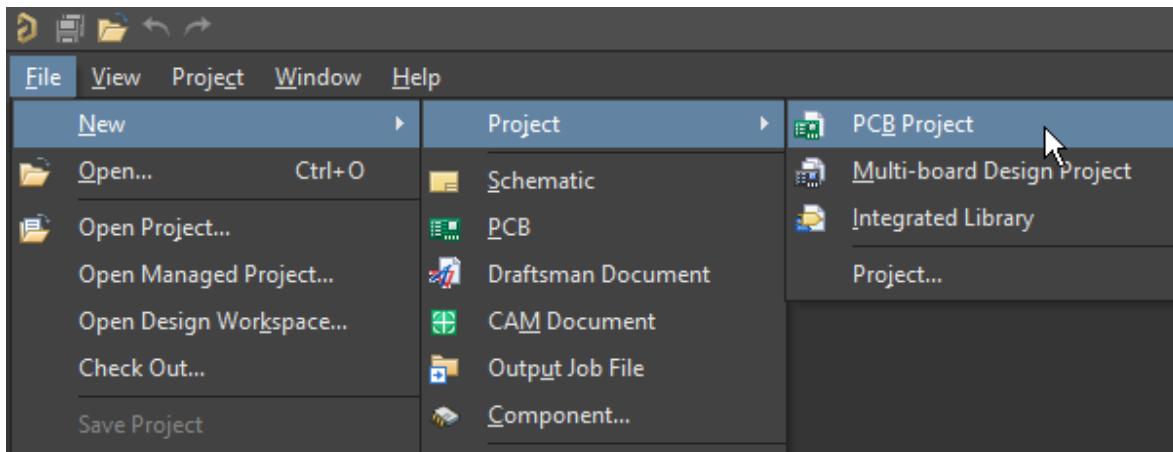 File View Project Window Help
New
Open... Ctrl+O
Open Project...
Open Managed Project...
Open Design Workspace...
Check Out...
Save Project
Project
Schematic
PCB
Draftsman Document
CAM Document
Output Job File
Component...
PCB Project
Multi-board Design Project
Integrated Library
Project...